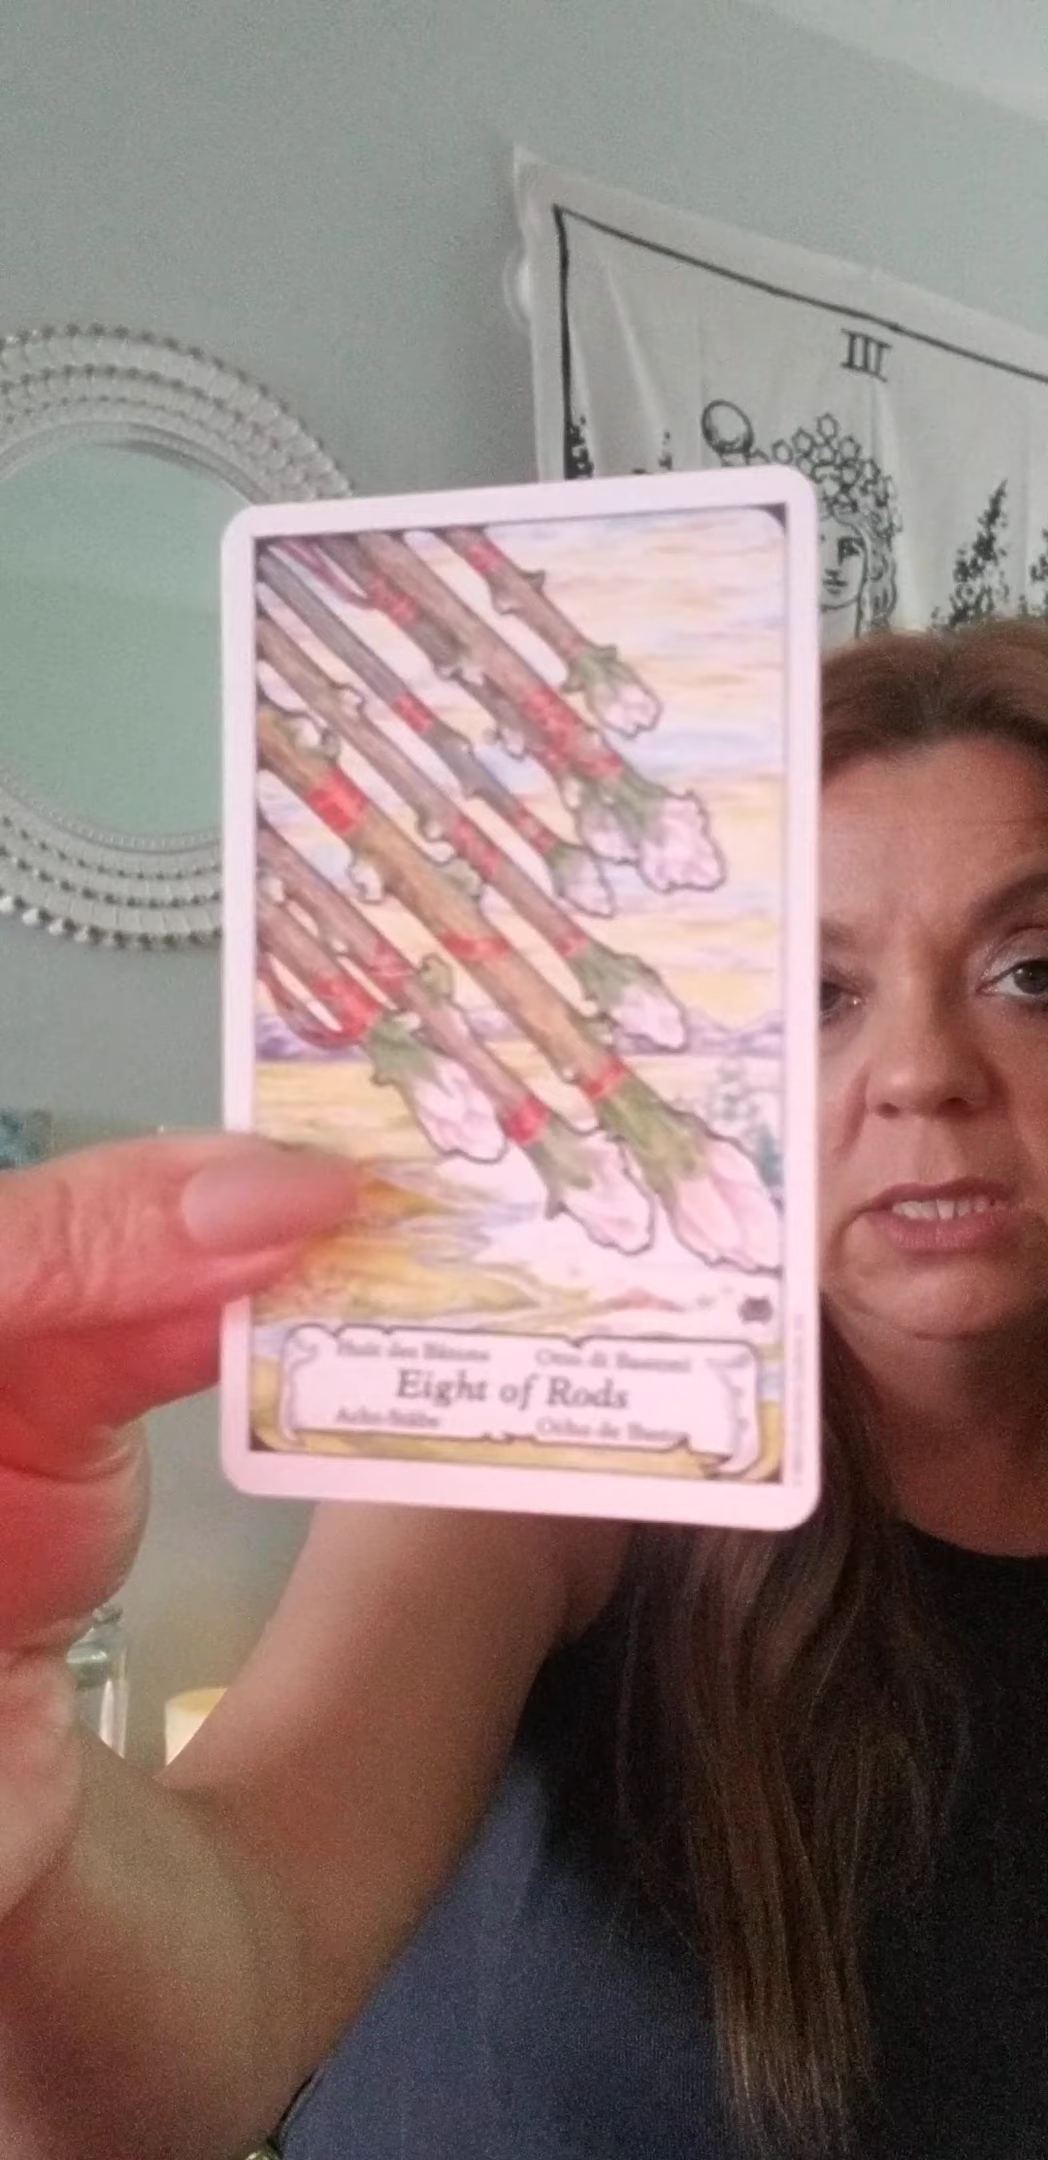 III
Huit des Bâtons Otto di Bastoni
Eight of Rods
Acht-Stäbe Ocho de Bastos